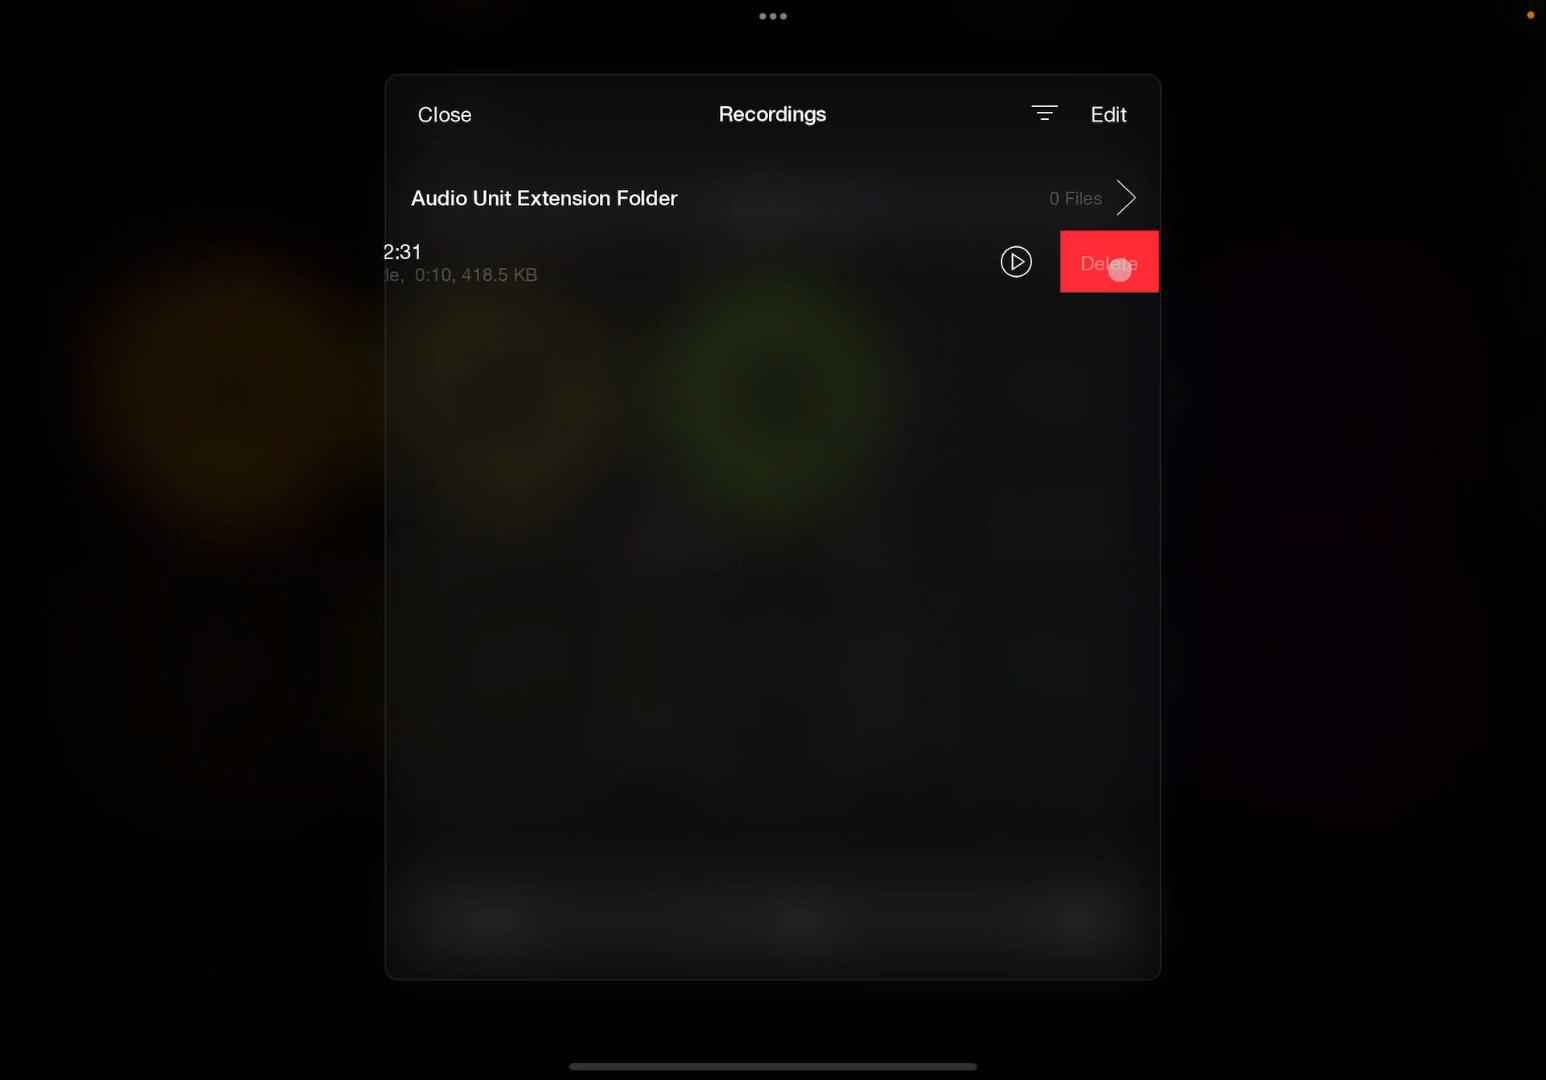 Close Recordings Edit
Audio Unit Extension Folder 0 Files
2:31
0:10, 418.5 KB
Delete